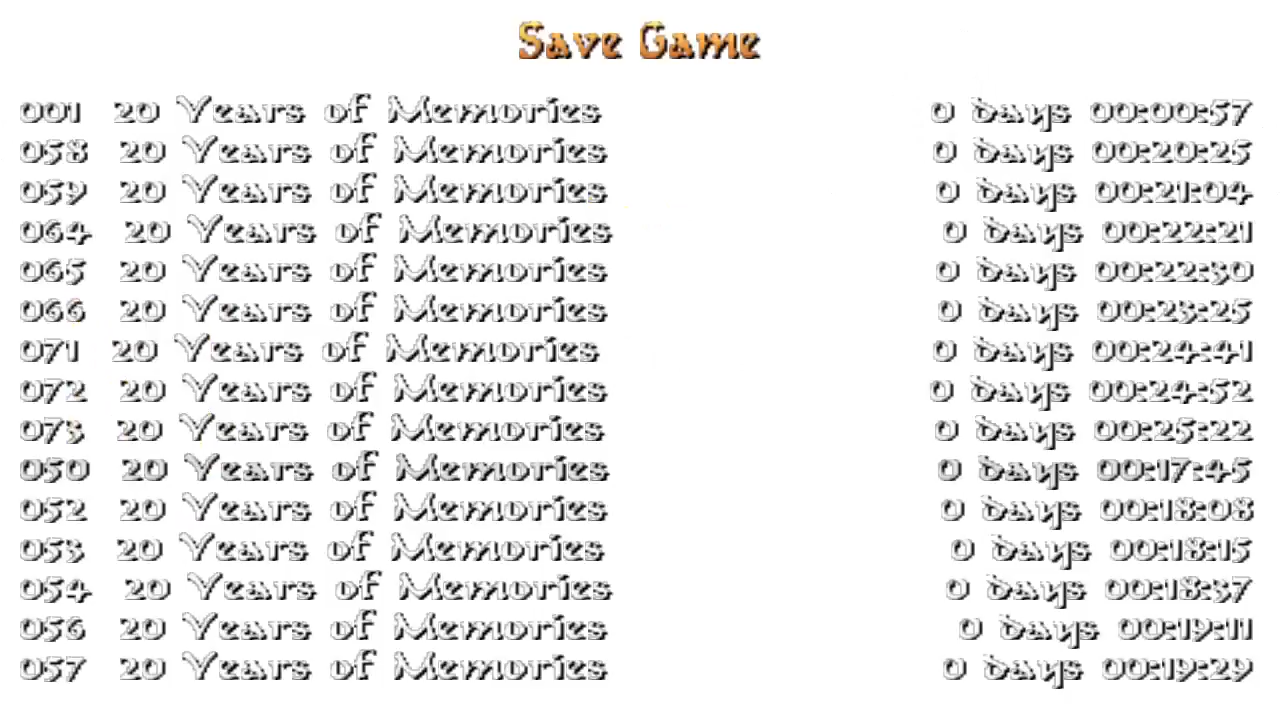 Save Game
001 20 Years of Memories 0 days 00:00:57
058 20 Years of Memories 0 days 00:20:25
059 20 Years of Memories 0 days 00:21:04
064 20 Years of Memories 0 days 00:22:21
065 20 Years of Memories 0 days 00:22:30
066 20 Years of Memories 0 days 00:23:25
071 20 Years of Memories 0 days 00:24:41
072 20 Years of Memories 0 days 00:24:52
073 20 Years of Memories 0 days 00:25:22
050 20 Years of Memories 0 days 00:17:45
052 20 Years of Memories 0 days 00:18:08
053 20 Years of Memories 0 days 00:18:15
054 20 Years of Memories 0 days 00:18:37
056 20 Years of Memories 0 days 00:19:11
057 20 Years of Memories 0 days 00:19:29